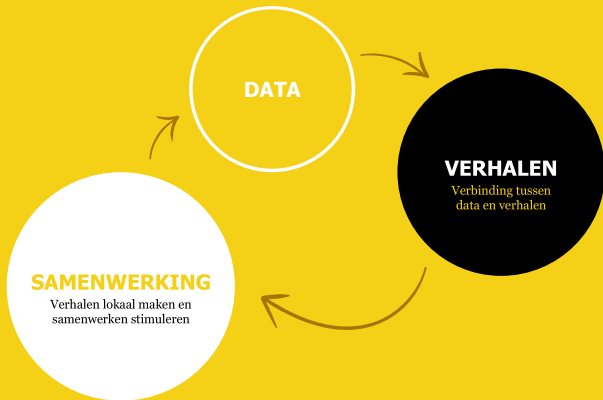 DATA
VERHALEN
Verbinding tussen
data en verhalen
SAMENWERKING
Verhalen lokaal maken en
samenwerken stimuleren